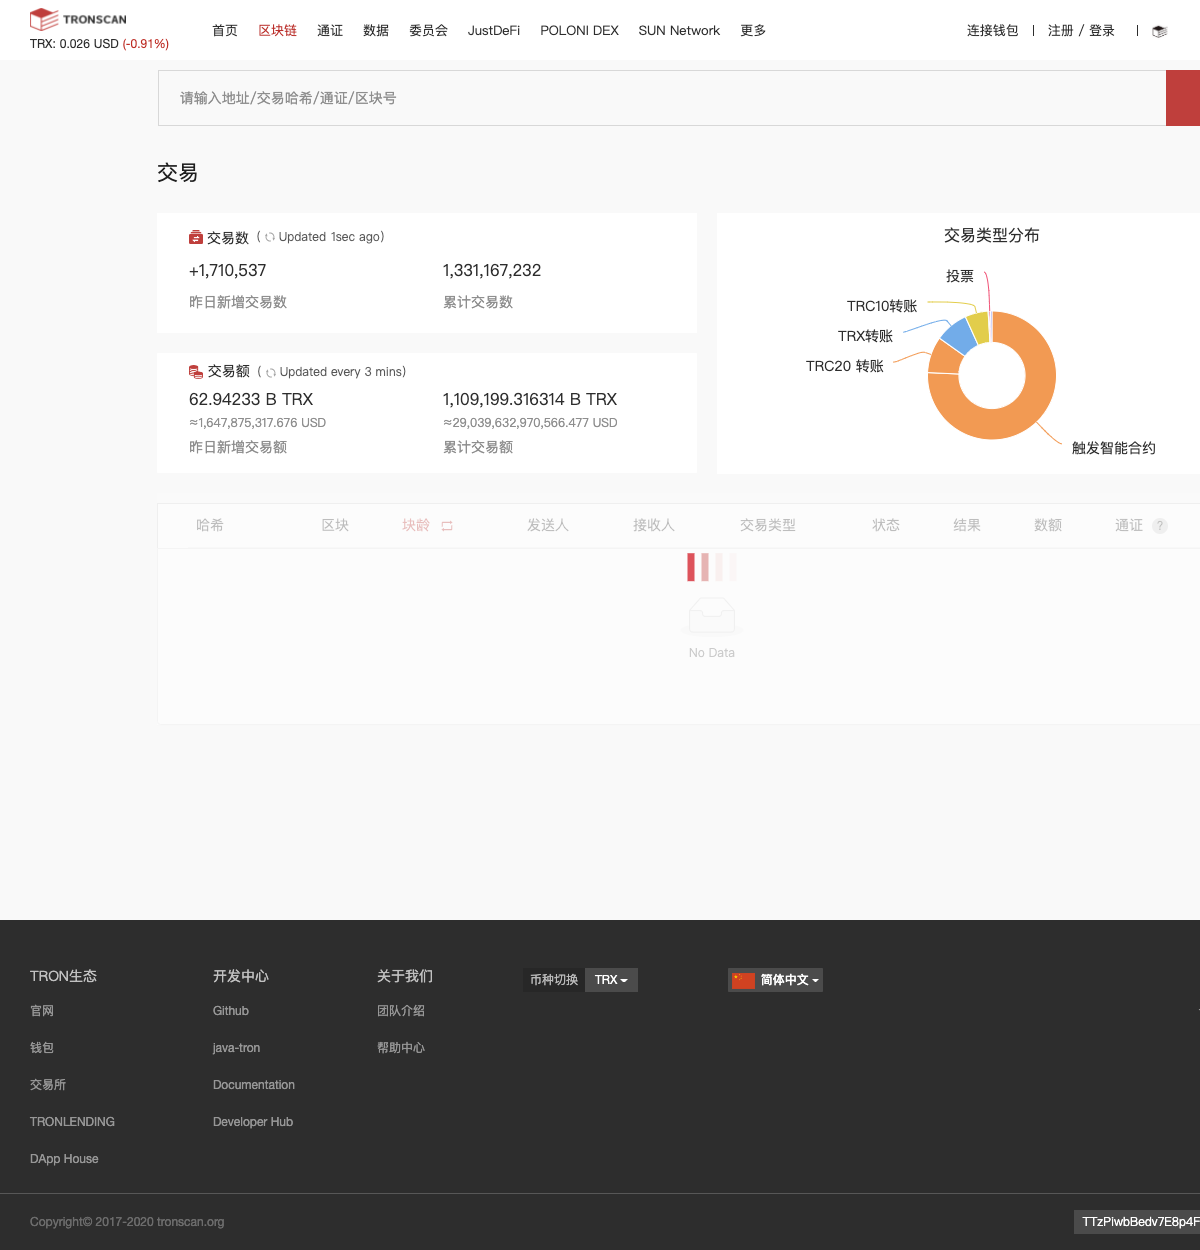 TRONSCAN
TRX: 0.026 USD (-0.91%)
首页 区块链 通证 数据 委员会 JustDeFi POLONI DEX SUN Network 更多
连接钱包 | 注册 / 登录 |
请输入地址/交易哈希/通证/区块号
交易
交易数 ( Updated 1sec ago)
+1,710,537 1,331,167,232
昨日新增交易数 累计交易数
交易额 ( Updated every 3 mins)
62.94233 B TRX 1,109,199.316314 B TRX
≈1,647,875,317.676 USD ≈29,039,632,970,566.477 USD
昨日新增交易额 累计交易额
交易类型分布
投票
TRC10转账
TRX转账
TRC20 转账
触发智能合约
哈希 区块 块龄 发送人 接收人 交易类型 状态 结果 数额 通证 ?
No Data
TRON生态
官网
钱包
交易所
TRONLENDING
DApp House
开发中心
Github
java-tron
Documentation
Developer Hub
关于我们
团队介绍
帮助中心
币种切换 TRX
简体中文
Copyright© 2017-2020 tronscan.org